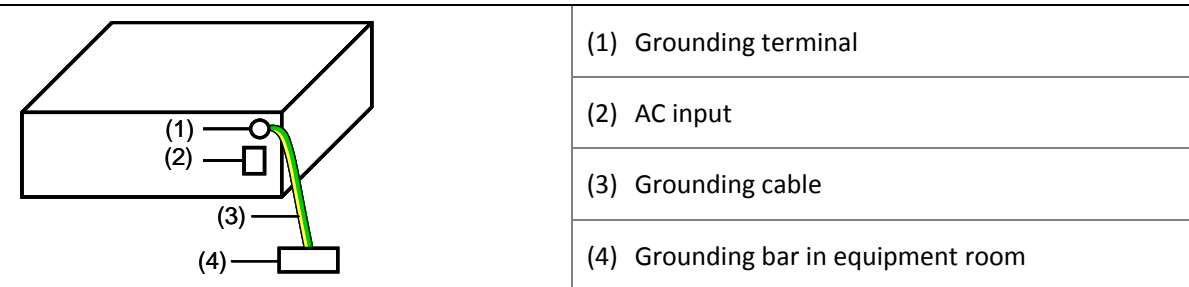 (1)
(2)
(3)
(4)
(1) Grounding terminal
(2) AC input
(3) Grounding cable
(4) Grounding bar in equipment room